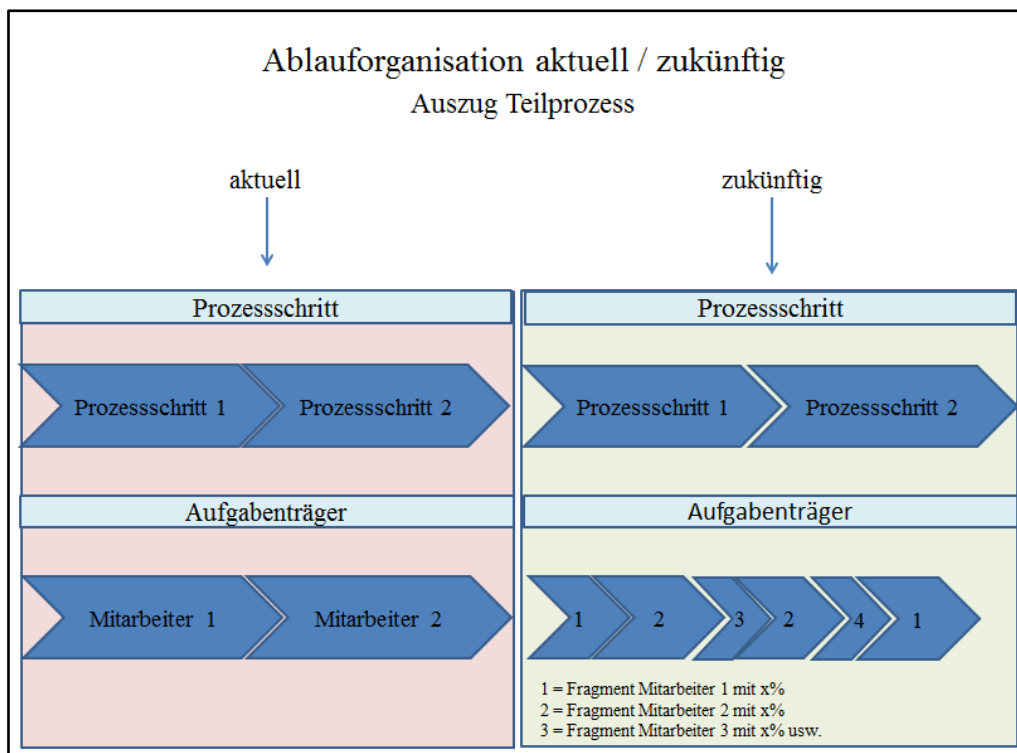 Ablauforganisation aktuell / zukünftig
Auszug Teilprozess
aktuell
zukünftig
Prozessschritt
Prozessschritt
Prozessschritt 1
Prozessschritt 2
Prozessschritt 1
Prozessschritt 2
Aufgabenträger
Aufgabenträger
Mitarbeiter 1
Mitarbeiter 2
1
2
3
2
4
1
1 = Fragment Mitarbeiter 1 mit x%
2 = Fragment Mitarbeiter 2 mit x%
3 = Fragment Mitarbeiter 3 mit x% usw.